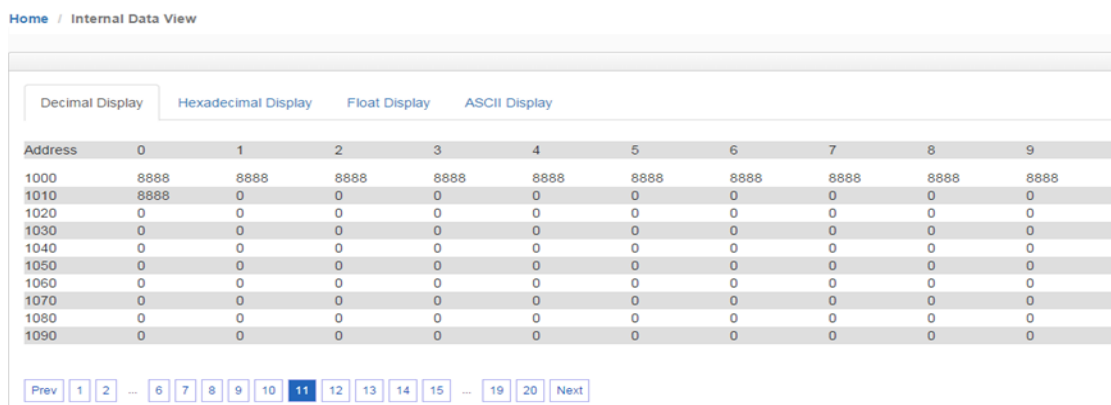 Home / Internal Data View
Decimal Display Hexadecimal Display Float Display ASCII Display
Address 0 1 2 3 4 5 6 7 8 9
1000 8888 8888 8888 8888 8888 8888 8888 8888 8888 8888
1010 8888 0 0 0 0 0 0 0 0 0
1020 0 0 0 0 0 0 0 0 0 0
1030 0 0 0 0 0 0 0 0 0 0
1040 0 0 0 0 0 0 0 0 0 0
1050 0 0 0 0 0 0 0 0 0 0
1060 0 0 0 0 0 0 0 0 0 0
1070 0 0 0 0 0 0 0 0 0 0
1080 0 0 0 0 0 0 0 0 0 0
1090 0 0 0 0 0 0 0 0 0 0
Prev 1 2 ... 6 7 8 9 10 11 12 13 14 15 ... 19 20 Next